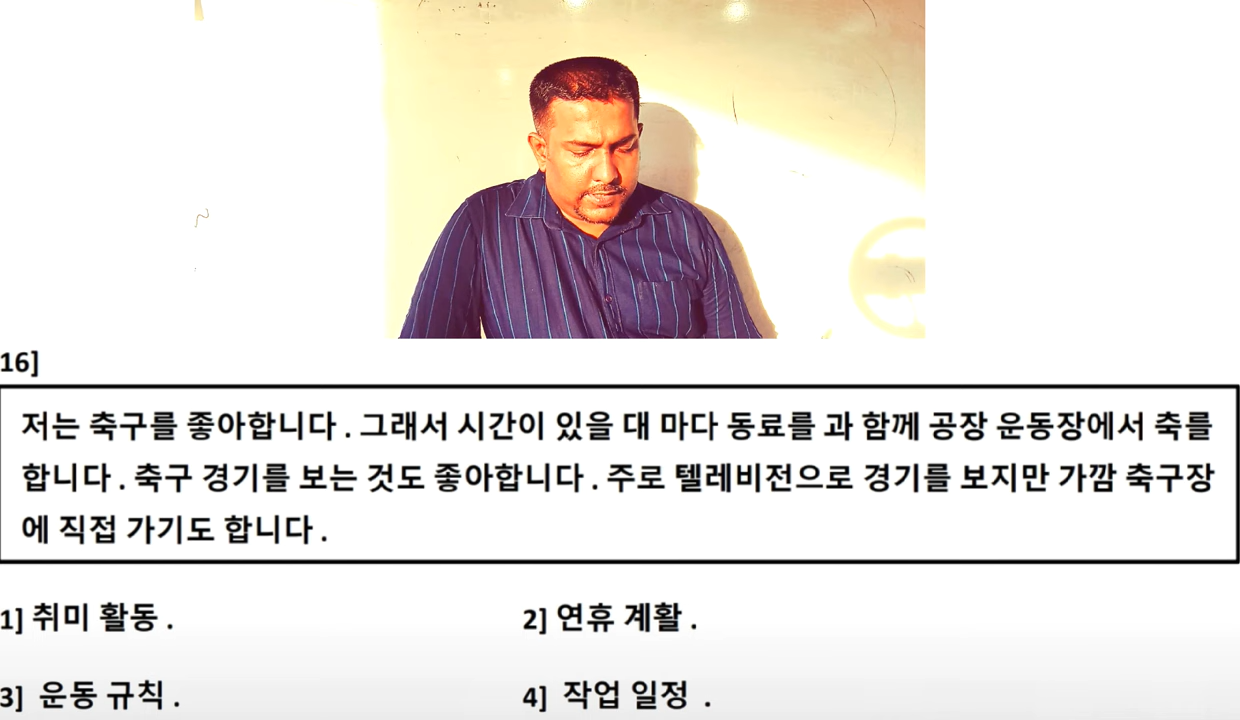 16]
저는 축구를 좋아합니다 . 그래서 시간이 있을 대 마다 동료를 과 함께 공장 운동장에서 축를
합니다 . 축구 경기를 보는 것도 좋아합니다 . 주로 텔레비전으로 경기를 보지만 가깜 축구장
에 직접 가기도 합니다 .
1] 취미 활동 .
2] 연휴 계활 .
3] 운동 규칙 .
4] 작업 일정 .